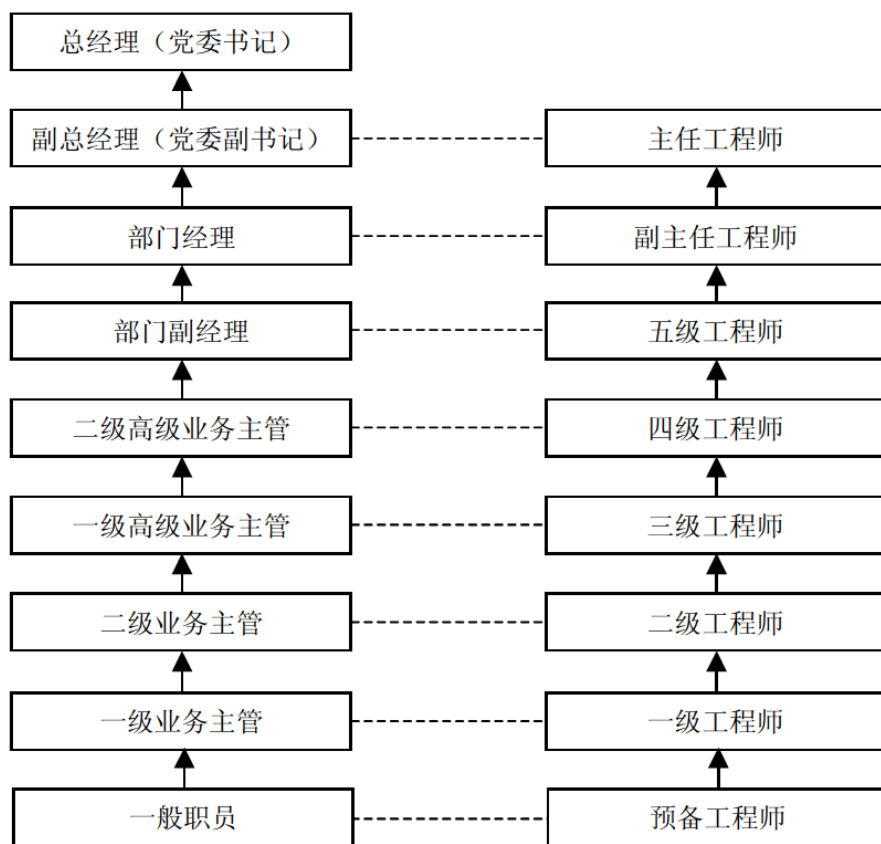 总经理（党委书记）
副总经理（党委副书记）
主任工程师
部门经理
副主任工程师
部门副经理
五级工程师
二级高级业务主管
四级工程师
一级高级业务主管
三级工程师
二级业务主管
二级工程师
一级业务主管
一级工程师
一般职员
预备工程师